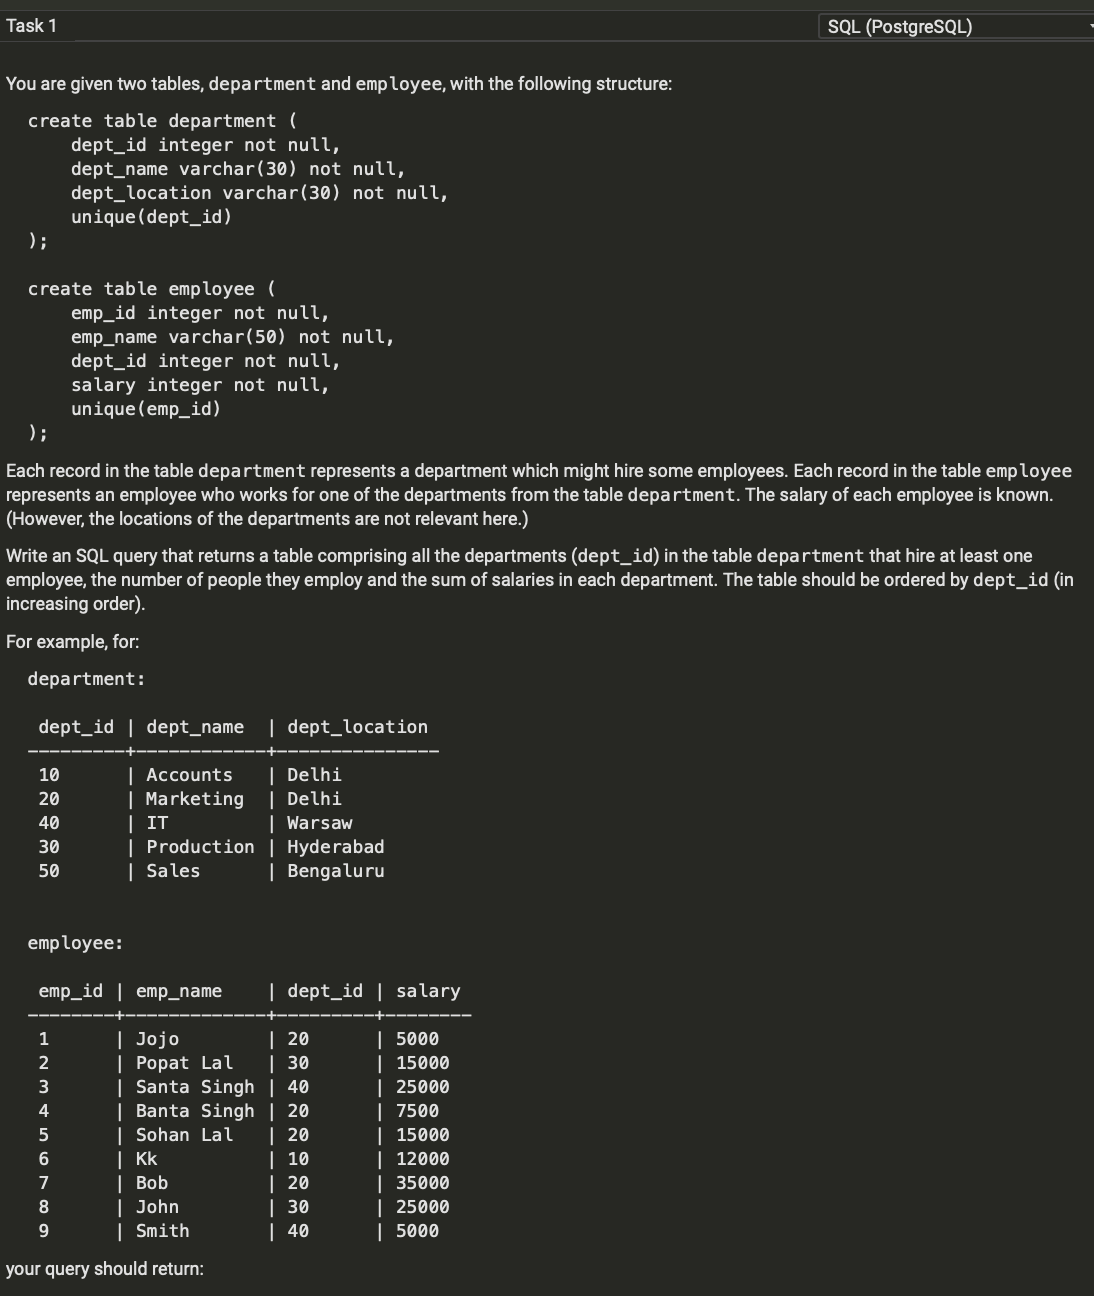 Task 1
SQL (PostgreSQL)
You are given two tables, department and employee, with the following structure:
create table department (
    dept_id integer not null,
    dept_name varchar(30) not null,
    dept_location varchar(30) not null,
    unique(dept_id)
);
create table employee (
    emp_id integer not null,
    emp_name varchar(50) not null,
    dept_id integer not null,
    salary integer not null,
    unique(emp_id)
);
Each record in the table department represents a department which might hire some employees. Each record in the table employee
represents an employee who works for one of the departments from the table department. The salary of each employee is known.
(However, the locations of the departments are not relevant here.)
Write an SQL query that returns a table comprising all the departments (dept_id) in the table department that hire at least one
employee, the number of people they employ and the sum of salaries in each department. The table should be ordered by dept_id (in
increasing order).
For example, for:
department:
 dept_id | dept_name  | dept_location
---------+------------+---------------
 10      | Accounts   | Delhi
 20      | Marketing  | Delhi
 40      | IT         | Warsaw
 30      | Production | Hyderabad
 50      | Sales      | Bengaluru
employee:
 emp_id | emp_name    | dept_id | salary
--------+-------------+---------+--------
 1      | Jojo        | 20      | 5000
 2      | Popat Lal   | 30      | 15000
 3      | Santa Singh | 40      | 25000
 4      | Banta Singh | 20      | 7500
 5      | Sohan Lal   | 20      | 15000
 6      | Kk          | 10      | 12000
 7      | Bob         | 20      | 35000
 8      | John        | 30      | 25000
 9      | Smith       | 40      | 5000
your query should return: